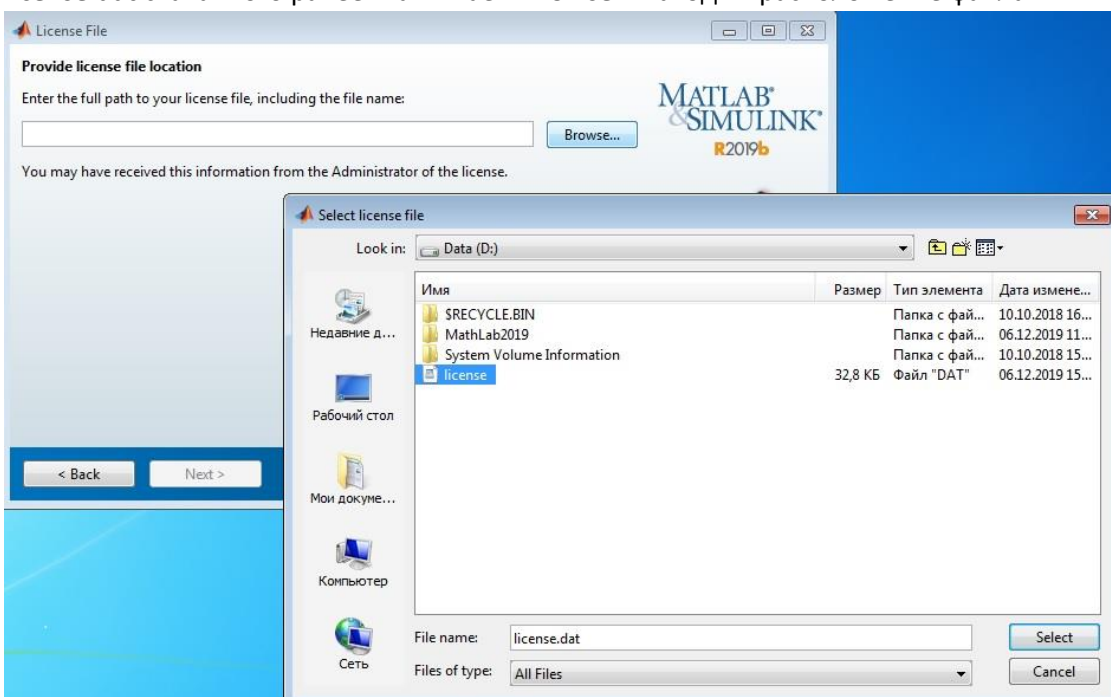 License File
Provide license file location
Enter the full path to your license file, including the file name:
MATLAB®
&SIMULINK®
Browse...
R2019b
You may have received this information from the Administrator of the license.
Select license file
Look in: Data (D:)
Имя Размер Тип элемента Дата измене...
Недавние д...
$RECYCLE.BIN Папка с фай... 10.10.2018 16...
MathLab2019 Папка с фай... 06.12.2019 11...
System Volume Information Папка с фай... 10.10.2018 15...
license 32,8 КБ Файл "DAT" 06.12.2019 15...
Рабочий стол
< Back Next >
Мои докуме...
Компьютер
Сеть
File name: license.dat Select
Files of type: All Files Cancel